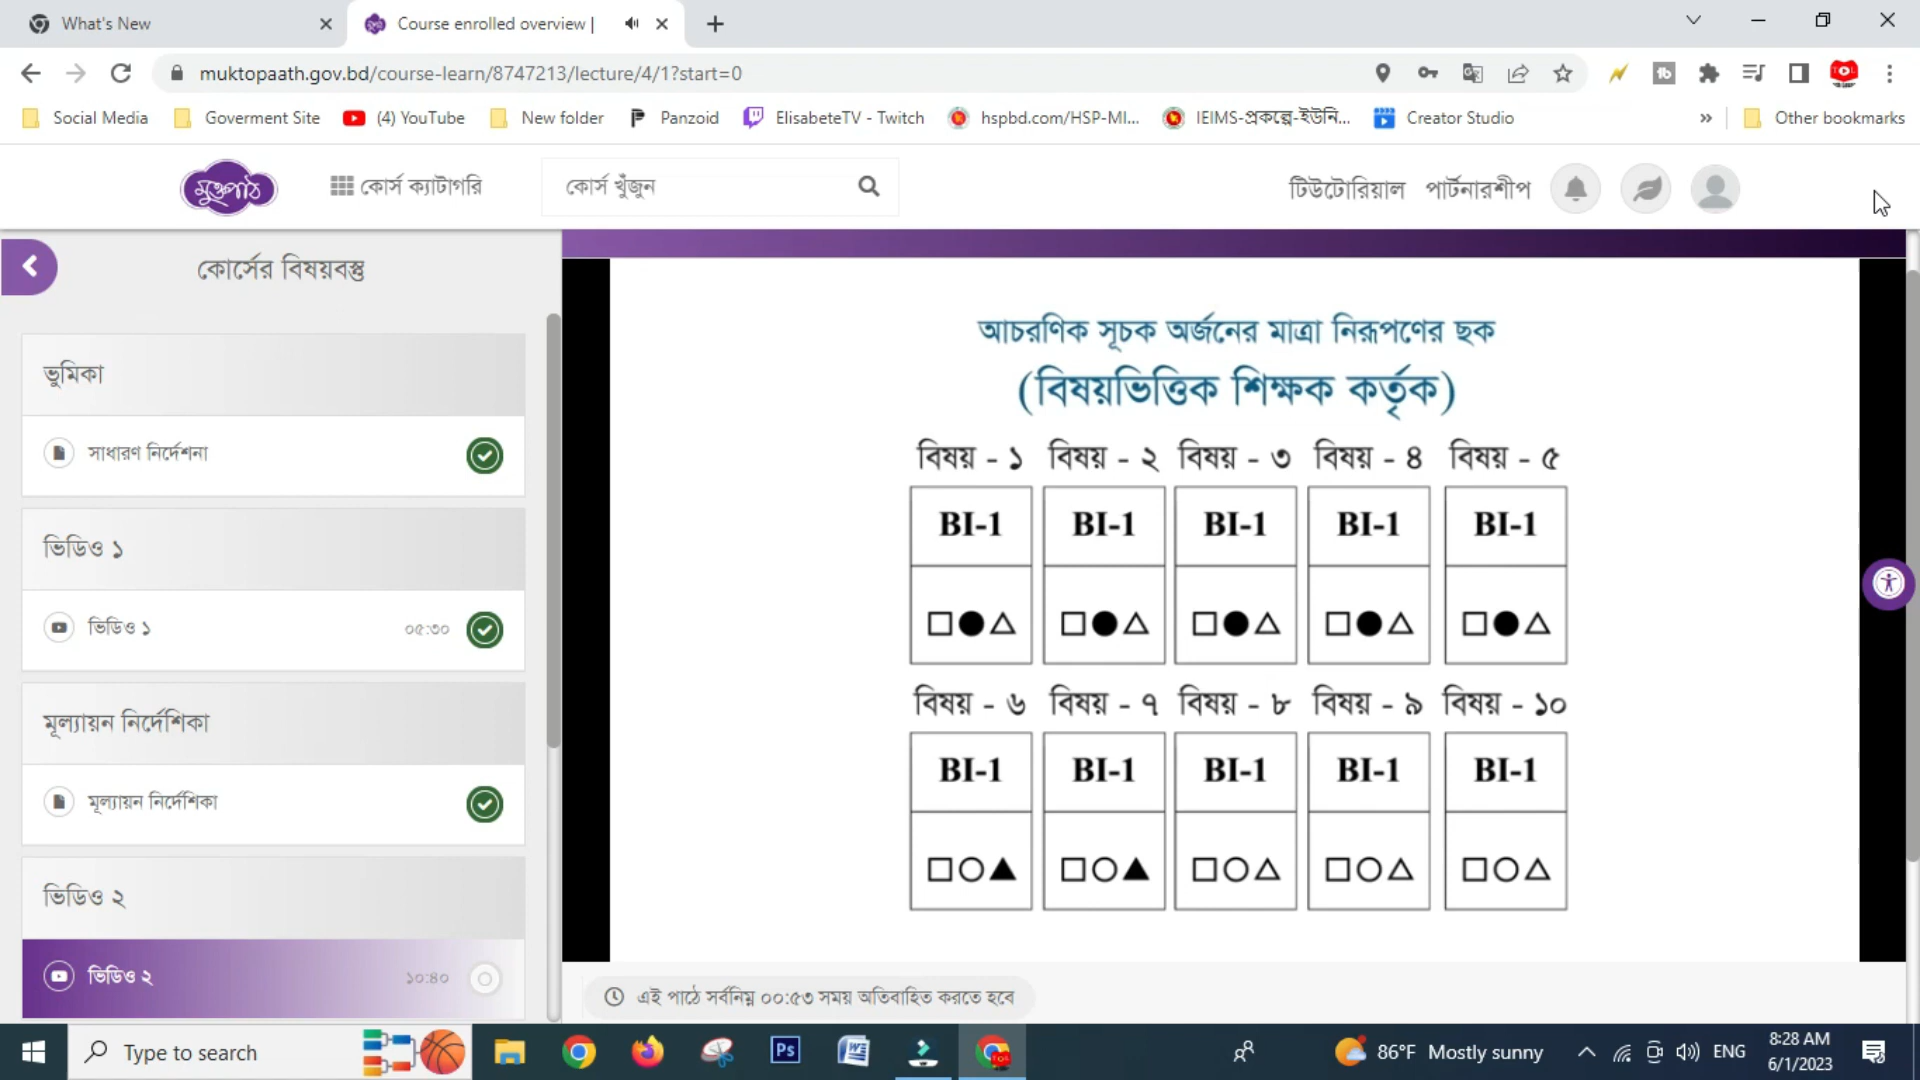 What's New
Course enrolled overview |
muktopaath.gov.bd/course-learn/8747213/lecture/4/1?start=0
Social Media
Goverment Site
(4) YouTube
New folder
Panzoid
ElisabeteTV - Twitch
hspbd.com/HSP-MI...
IEIMS-প্রকল্পে-ইউনি...
Creator Studio
»
Other bookmarks
মুক্তপাঠ
কোর্স ক্যাটাগরি
কোর্স খুঁজুন
টিউটোরিয়াল
পার্টনারশীপ
কোর্সের বিষয়বস্তু
ভুমিকা
সাধারণ নির্দেশনা
ভিডিও ১
ভিডিও ১
০৫:৩০
মূল্যায়ন নির্দেশিকা
মূল্যায়ন নির্দেশিকা
ভিডিও ২
ভিডিও ২
১০:৪০
আচরণিক সূচক অর্জনের মাত্রা নিরূপণের ছক
(বিষয়ভিত্তিক শিক্ষক কর্তৃক)
বিষয় - ১ বিষয় - ২ বিষয় - ৩ বিষয় - ৪ বিষয় - ৫
BI-1 BI-1 BI-1 BI-1 BI-1
বিষয় - ৬ বিষয় - ৭ বিষয় - ৮ বিষয় - ৯ বিষয় - ১০
BI-1 BI-1 BI-1 BI-1 BI-1
এই পাঠে সর্বনিম্ন ০০:৫৩ সময় অতিবাহিত করতে হবে
Type to search
Ps
86°F Mostly sunny
ENG
8:28 AM
6/1/2023